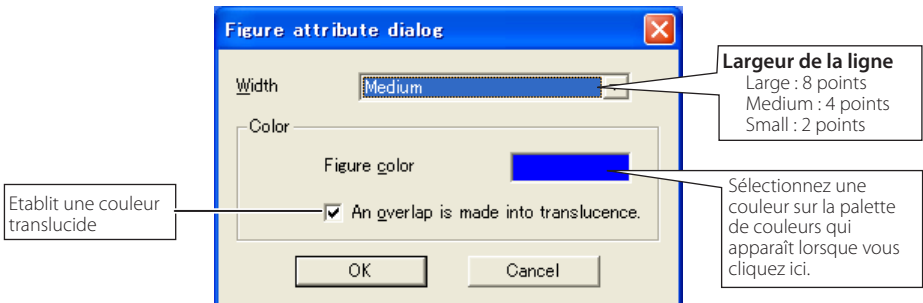 Figure attribute dialog
Width
Medium
Largeur de la ligne
Large : 8 points
Medium : 4 points
Small : 2 points
Color
Figure color
Etablit une couleur
translucide
An overlap is made into translucence.
Sélectionnez une
couleur sur la palette
de couleurs qui
apparaît lorsque vous
cliquez ici.
OK
Cancel